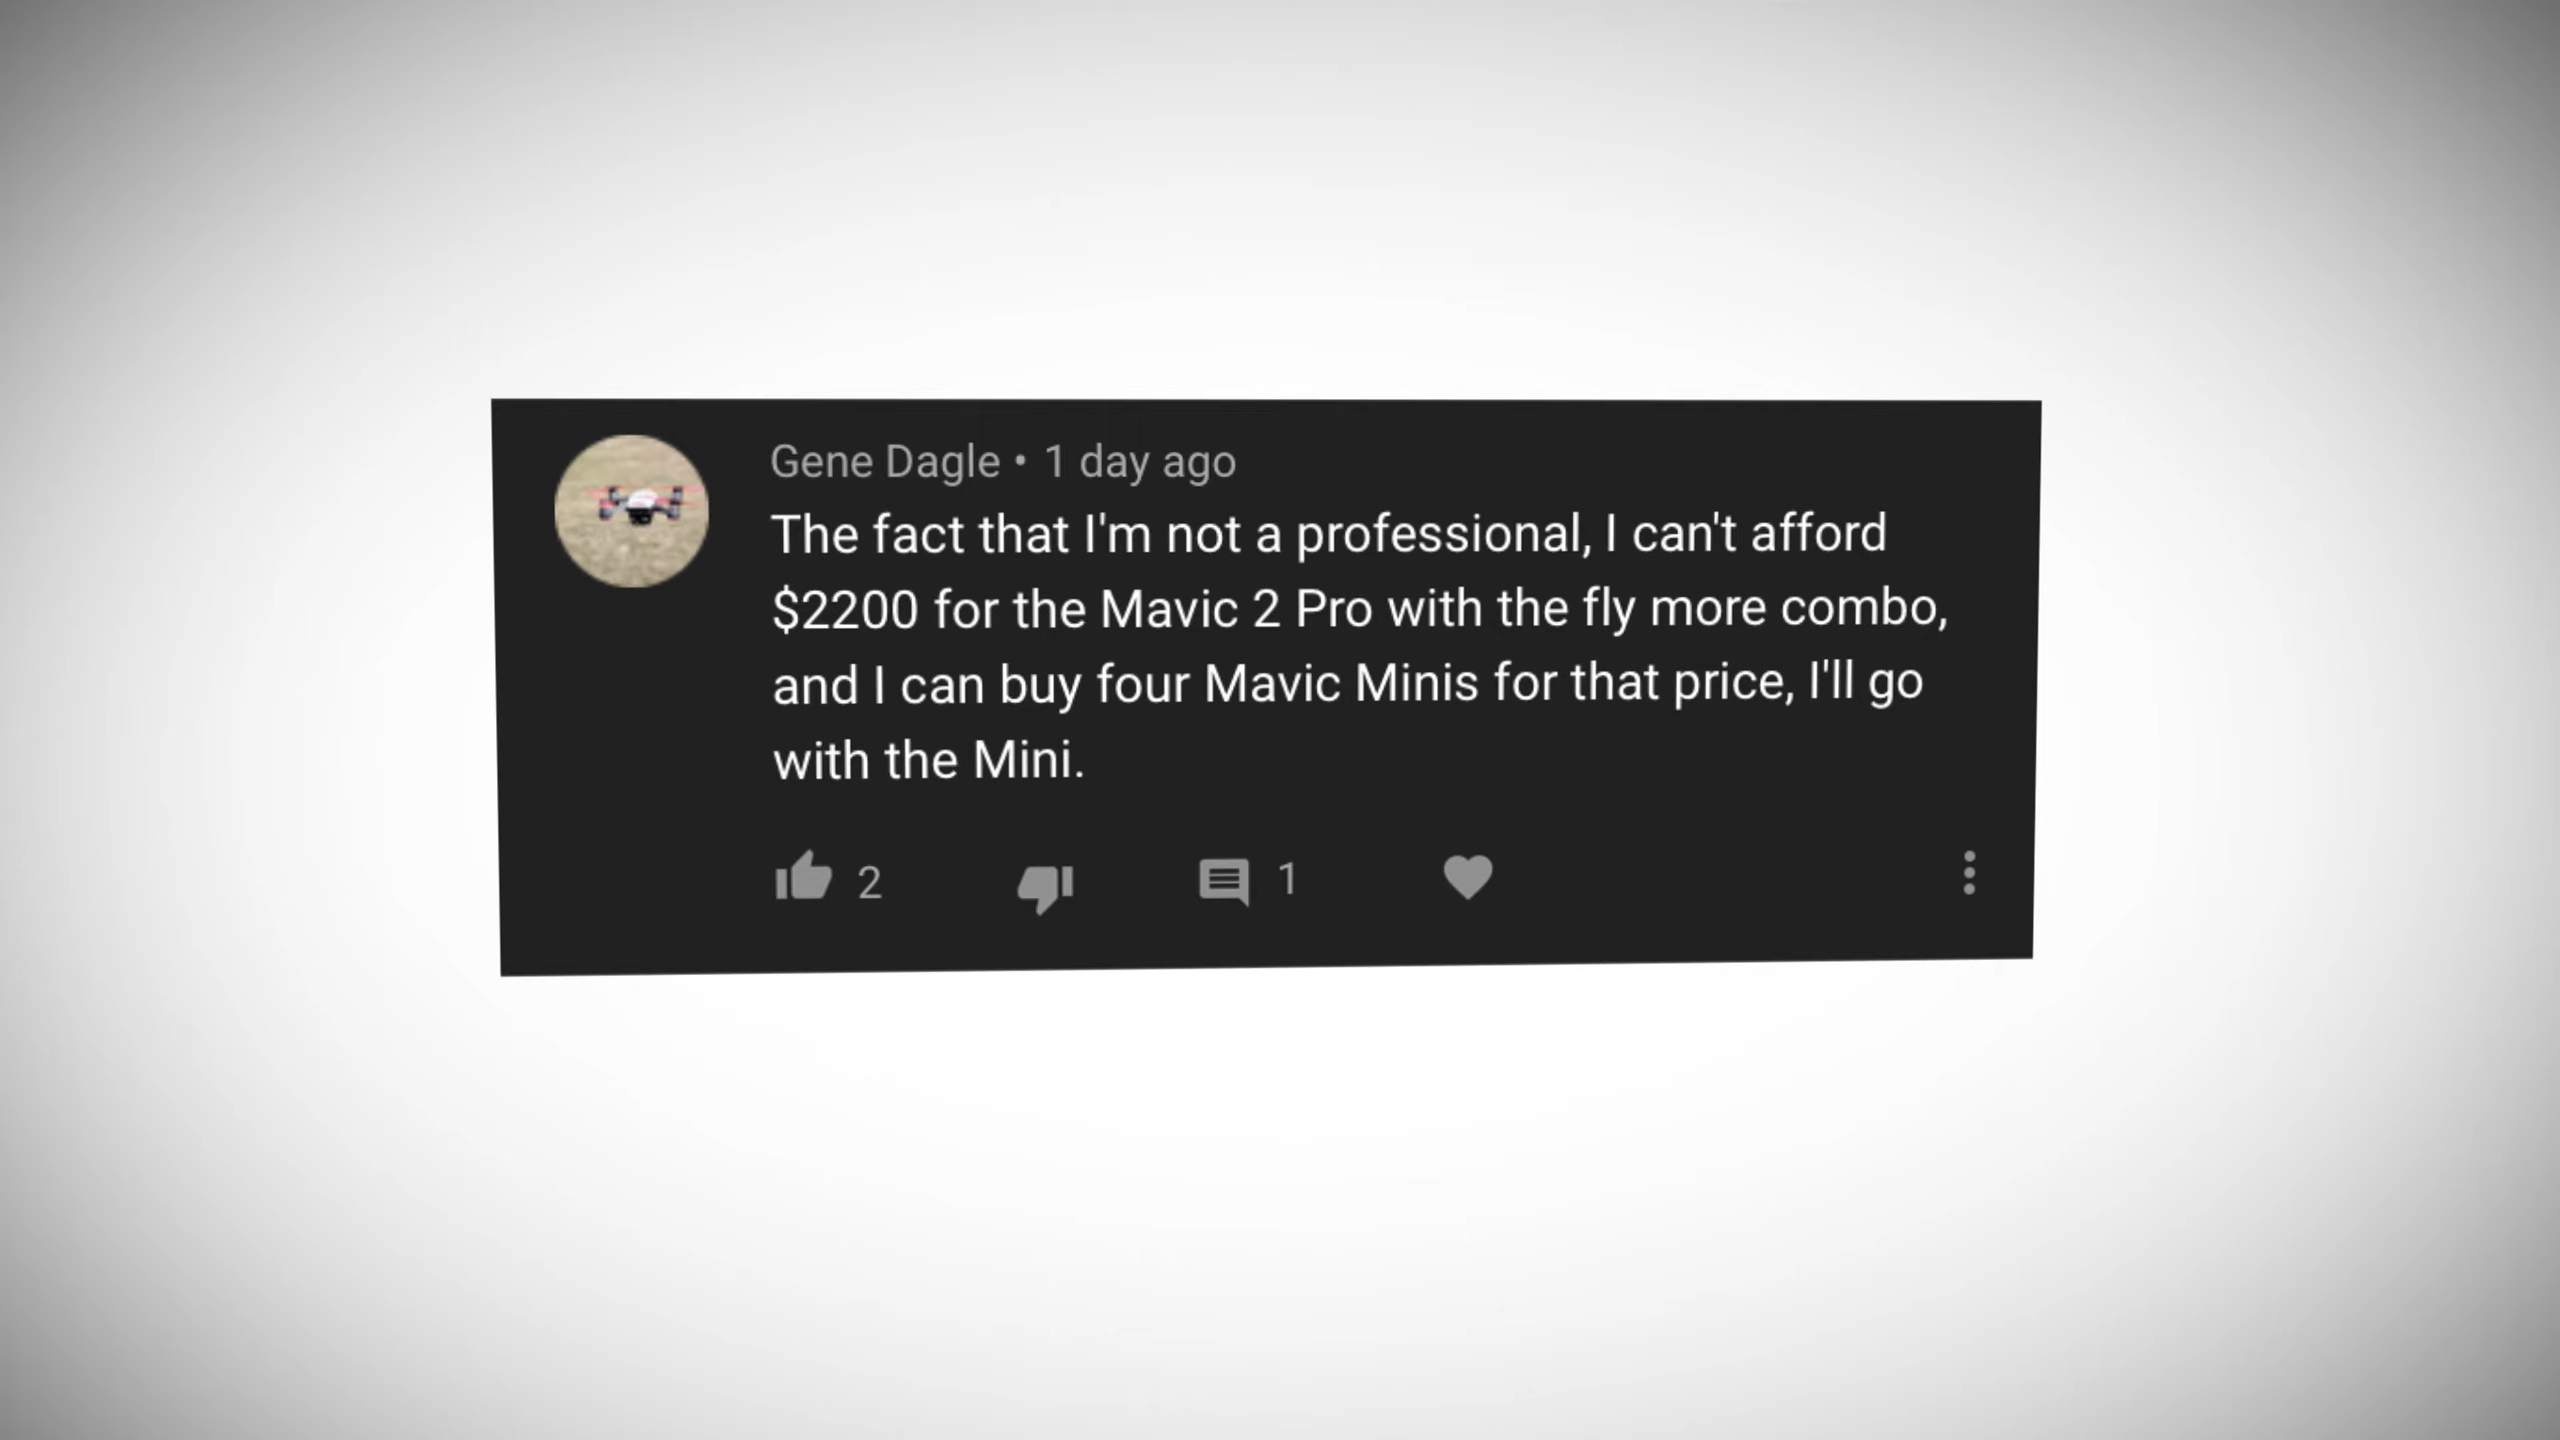 Gene Dagle • 1 day ago
The fact that I'm not a professional, I can't afford
$2200 for the Mavic 2 Pro with the fly more combo,
and I can buy four Mavic Minis for that price, I'll go
with the Mini.
2 1